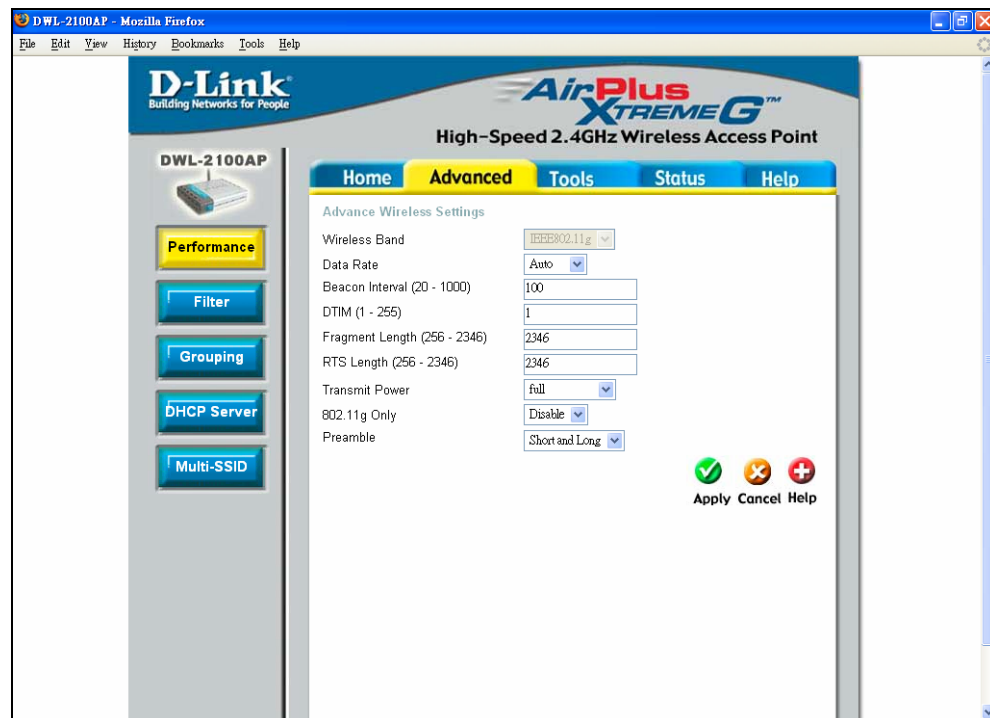 DWL-2100AP - Mozilla Firefox
File Edit View History Bookmarks Tools Help
D-Link
Building Networks for People
AirPlus
XTREME G™
High-Speed 2.4GHz Wireless Access Point
DWL-2100AP
Home Advanced Tools Status Help
Performance
Filter
Grouping
DHCP Server
Multi-SSID
Advance Wireless Settings
Wireless Band IEEE802.11g
Data Rate Auto
Beacon Interval (20 - 1000) 100
DTIM (1 - 255) 1
Fragment Length (256 - 2346) 2346
RTS Length (256 - 2346) 2346
Transmit Power full
802.11g Only Disable
Preamble Short and Long
Apply Cancel Help